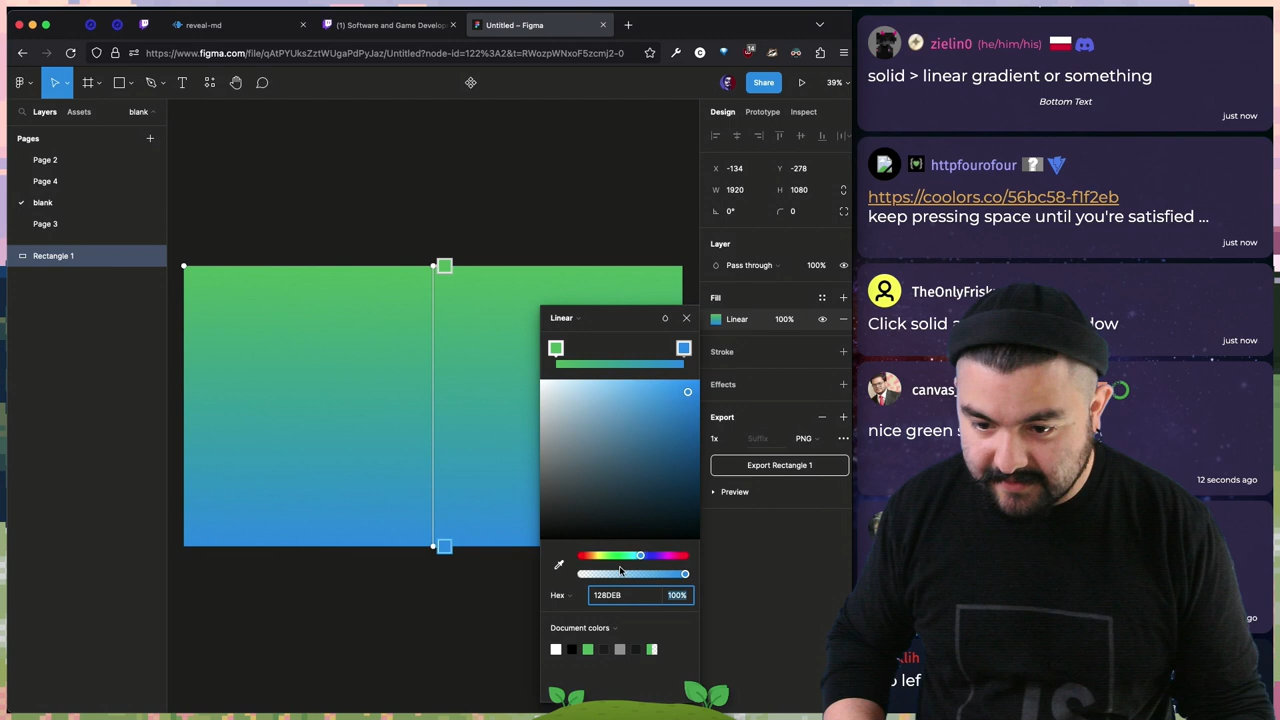 reveal-md
(1) Software and Game Develop
Untitled – Figma
https://www.figma.com/file/qAtPYUksZztWUgaPdPyJaz/Untitled?node-id=122%3A2&t=RWozpWNxoF5zcmj2-0
14
Share
39%
Layers
Assets
blank
Design
Prototype
Inspect
Pages
Page 2
Page 4
blank
Page 3
Rectangle 1
X -134
Y -278
W 1920
H 1080
0°
0
Layer
Pass through
100%
Fill
Linear
100%
Stroke
Effects
Export
1x
Suffix
PNG
Export Rectangle 1
Preview
Linear
Hex
128DEB
100%
Document colors
zielin0 (he/him/his)
solid > linear gradient or something
Bottom Text
just now
httpfourofour
https://coolors.co/56bc58-f1f2eb
keep pressing space until you're satisfied ...
just now
TheOnlyFrisk
Click solid
just now
canvas_
nice green
12 seconds ago
left